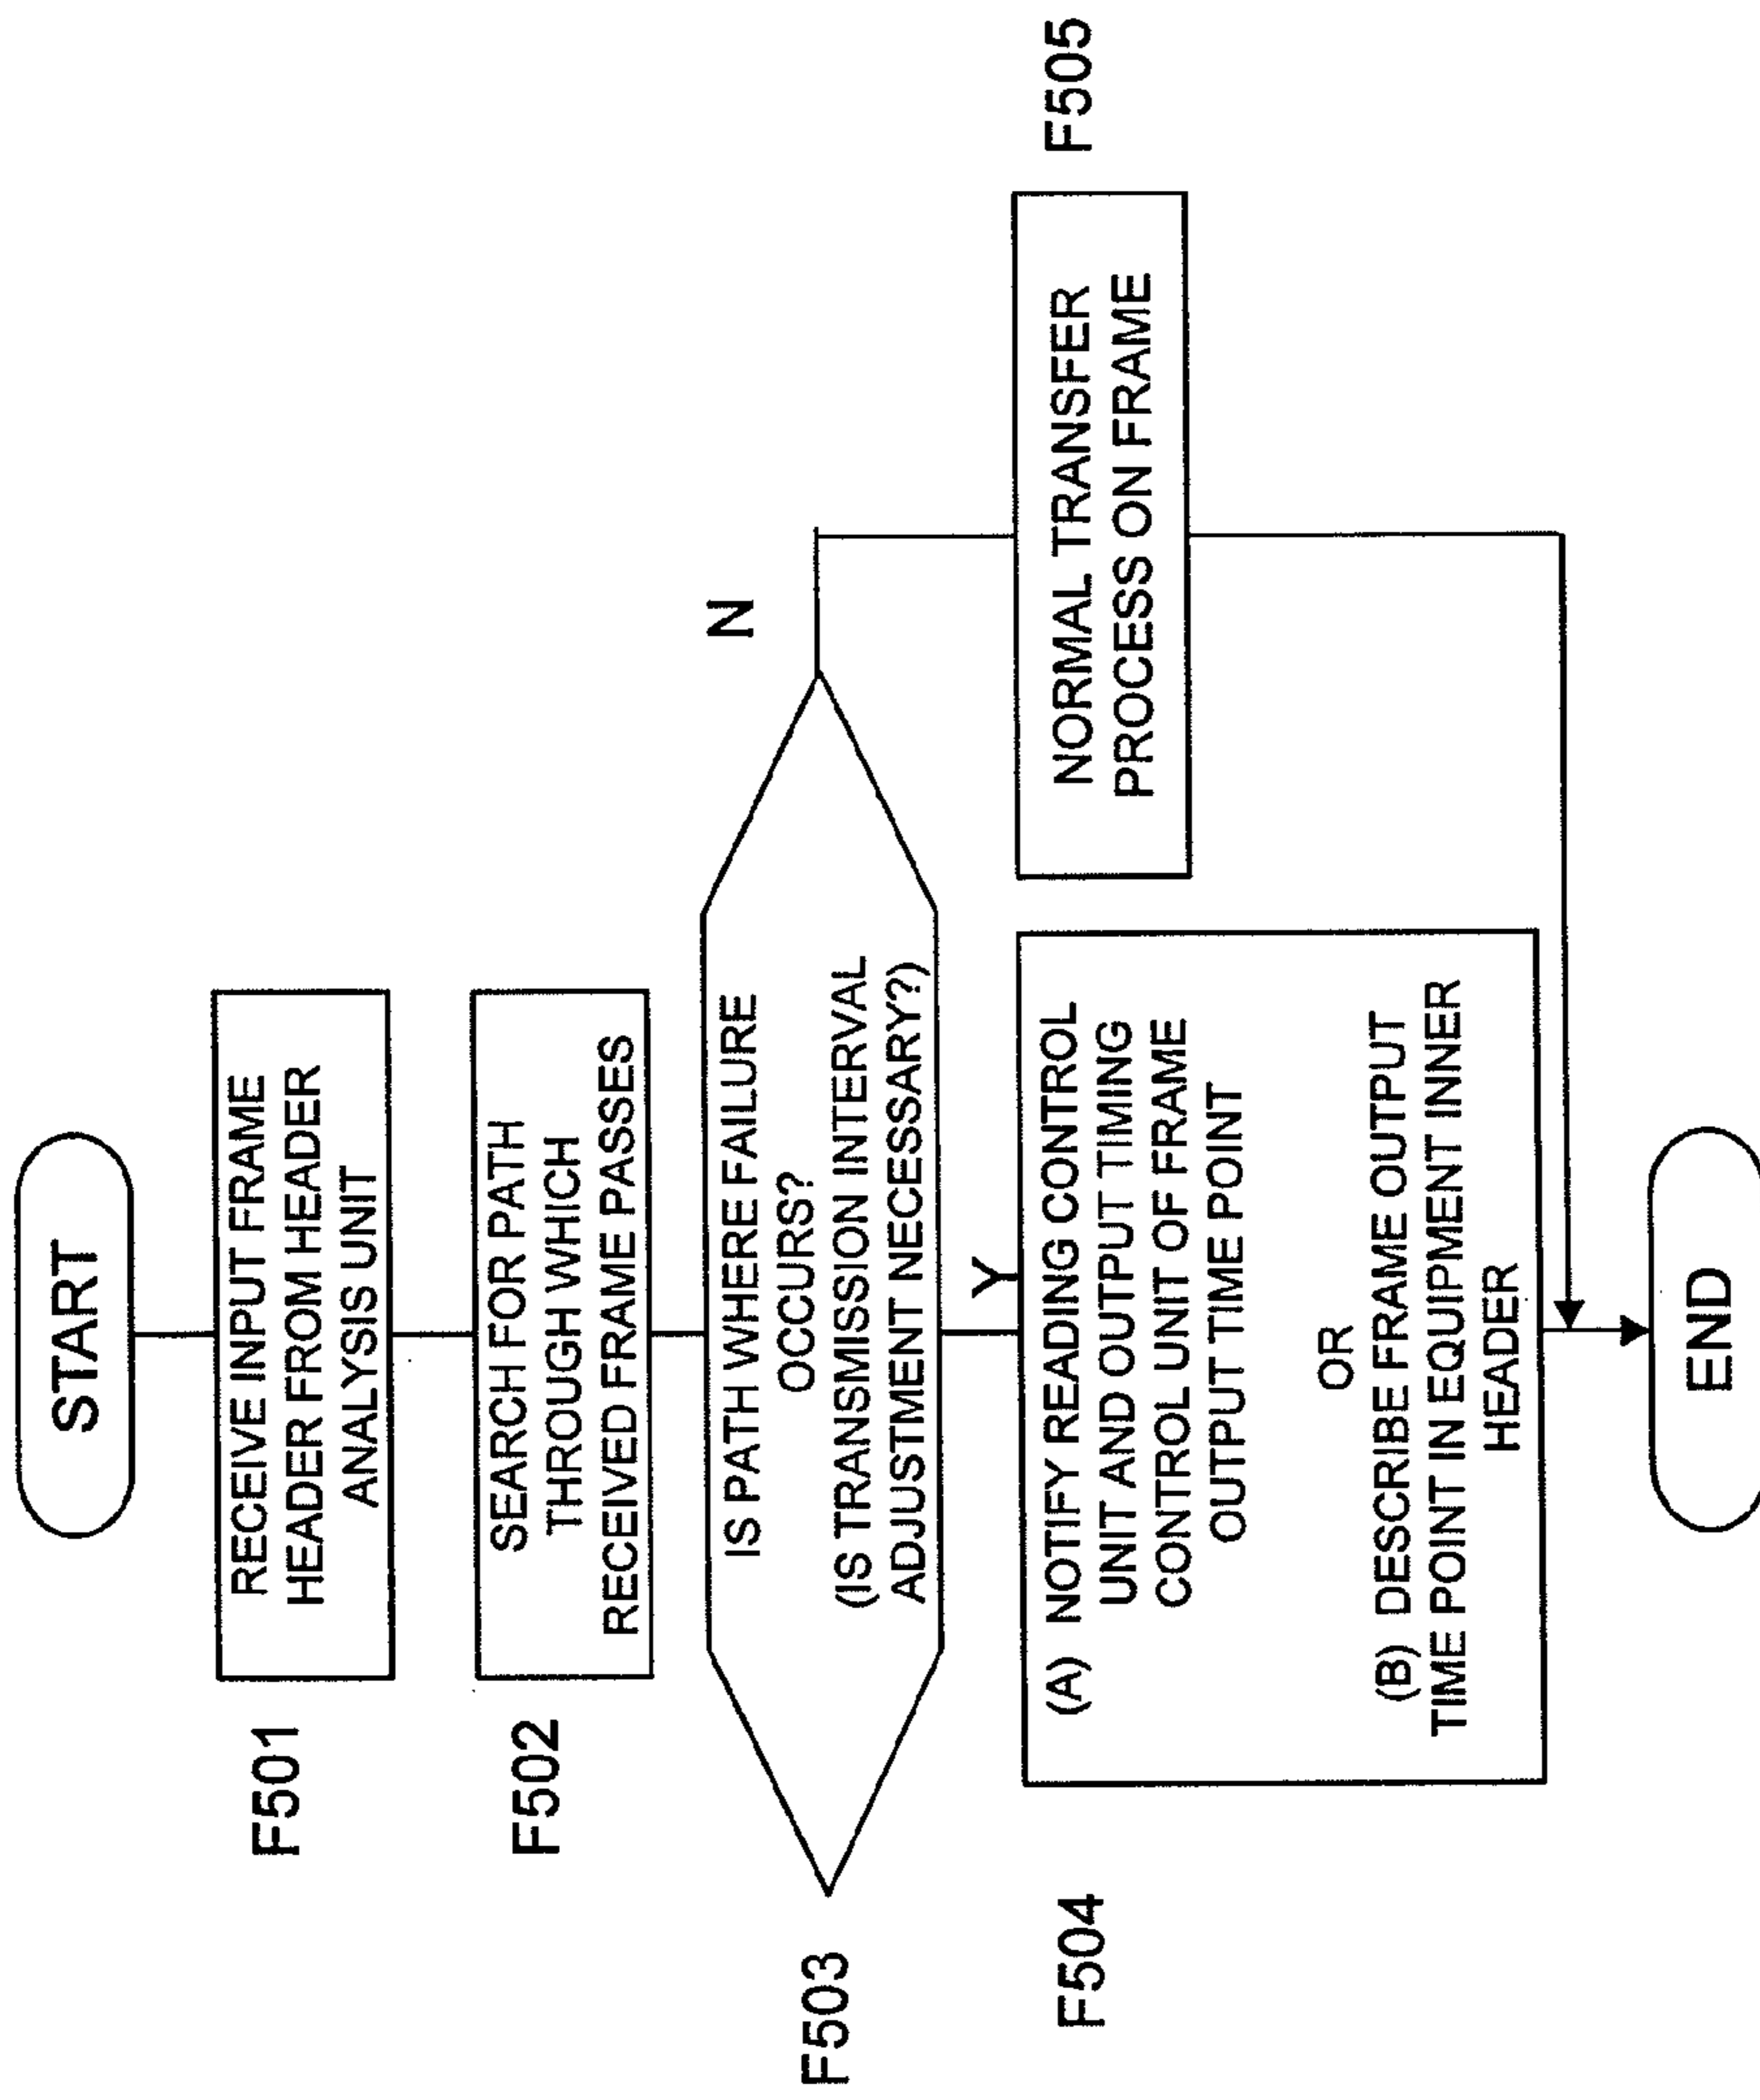 START
F501
RECEIVE INPUT FRAME
HEADER FROM HEADER
ANALYSIS UNIT
F502
SEARCH FOR PATH
THROUGH WHICH
RECEIVED FRAME PASSES
F503
IS PATH WHERE FAILURE
OCCURS?
(IS TRANSMISSION INTERVAL
ADJUSTMENT NECESSARY?)
N
Y
F504
(A) NOTIFY READING CONTROL
UNIT AND OUTPUT TIMING
CONTROL UNIT OF FRAME
OUTPUT TIME POINT
OR
(B) DESCRIBE FRAME OUTPUT
TIME POINT IN EQUIPMENT INNER
HEADER
NORMAL TRANSFER
PROCESS ON FRAME
F505
END